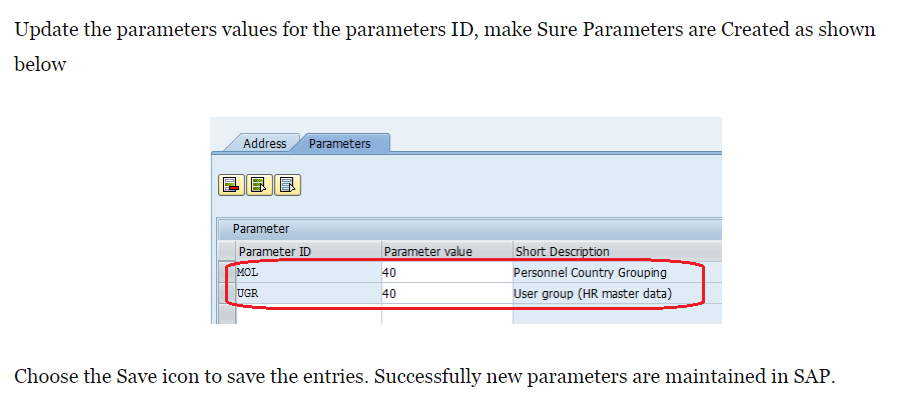 Update the parameters values for the parameters ID, make Sure Parameters are Created as shown
below
Address Parameters
Parameter
Parameter ID Parameter value Short Description
MOL 40 Personnel Country Grouping
UGR 40 User group (HR master data)
Choose the Save icon to save the entries. Successfully new parameters are maintained in SAP.